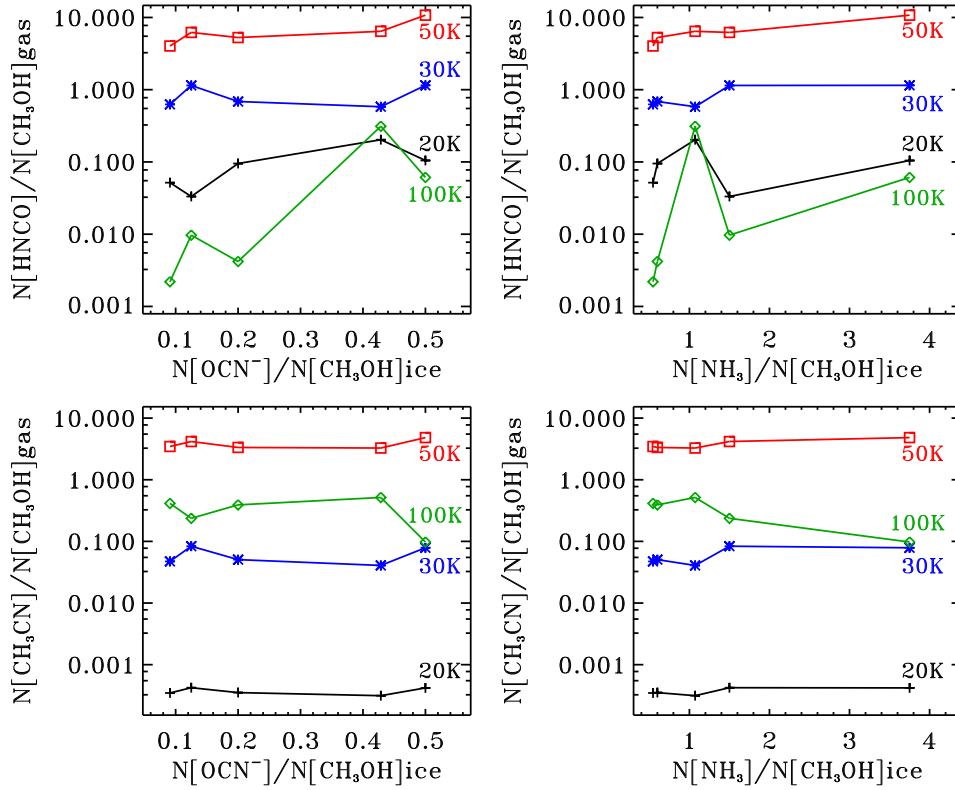 N[HNCO]/N[CH₃OH]gas
10.000
1.000
0.100
0.010
0.001
50K
30K
20K
100K
0.1 0.2 0.3 0.4 0.5
N[OCN⁻]/N[CH₃OH]ice
N[HNCO]/N[CH₃OH]gas
10.000
1.000
0.100
0.010
0.001
50K
30K
20K
100K
1 2 3 4
N[NH₃]/N[CH₃OH]ice
N[CH₃CN]/N[CH₃OH]gas
10.000
1.000
0.100
0.010
0.001
50K
100K
30K
20K
0.1 0.2 0.3 0.4 0.5
N[OCN⁻]/N[CH₃OH]ice
N[CH₃CN]/N[CH₃OH]gas
10.000
1.000
0.100
0.010
0.001
50K
100K
30K
20K
1 2 3 4
N[NH₃]/N[CH₃OH]ice